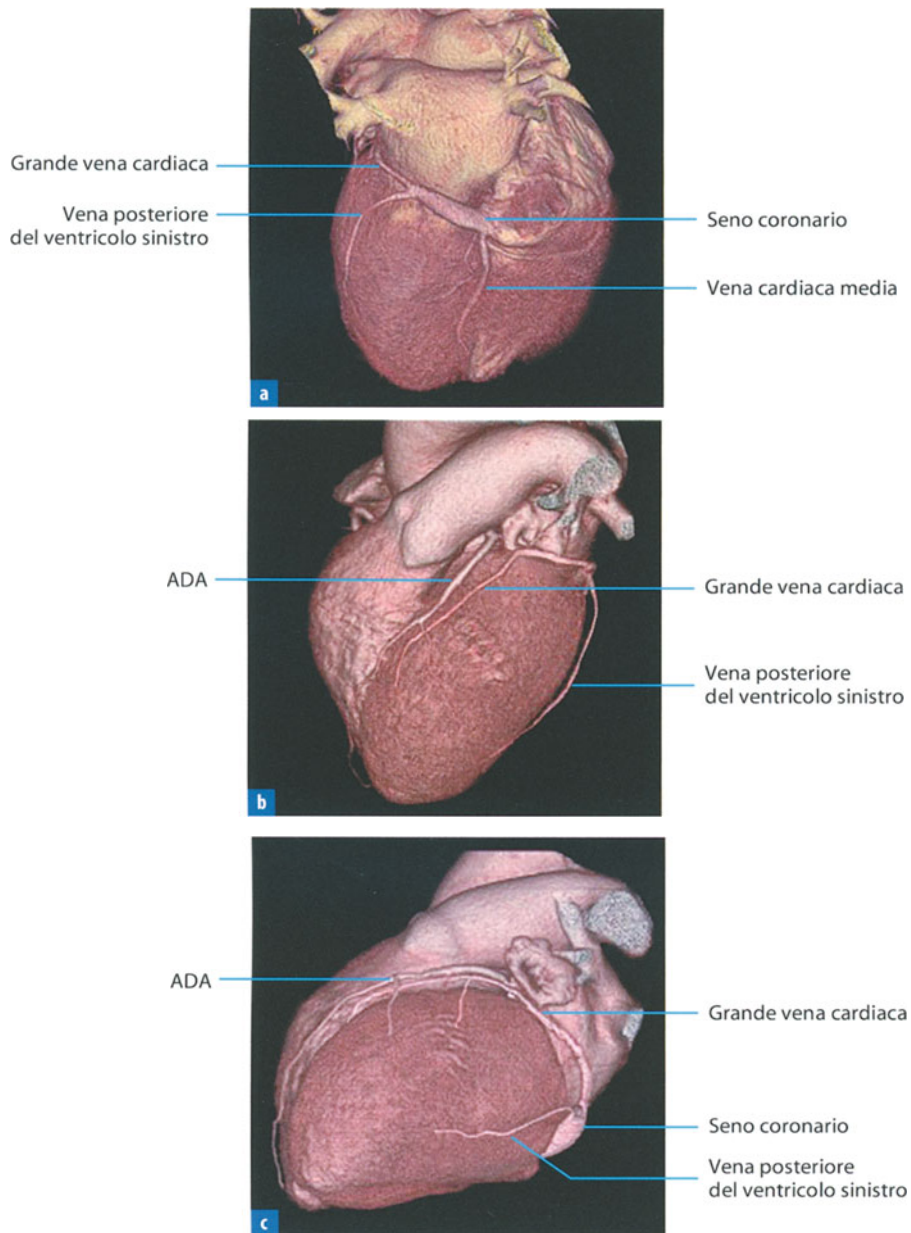 Grande vena cardiaca
Vena posteriore
del ventricolo sinistro
Seno coronario
Vena cardiaca media
a
ADA
Grande vena cardiaca
Vena posteriore
del ventricolo sinistro
b
ADA
Grande vena cardiaca
Seno coronario
Vena posteriore
del ventricolo sinistro
c